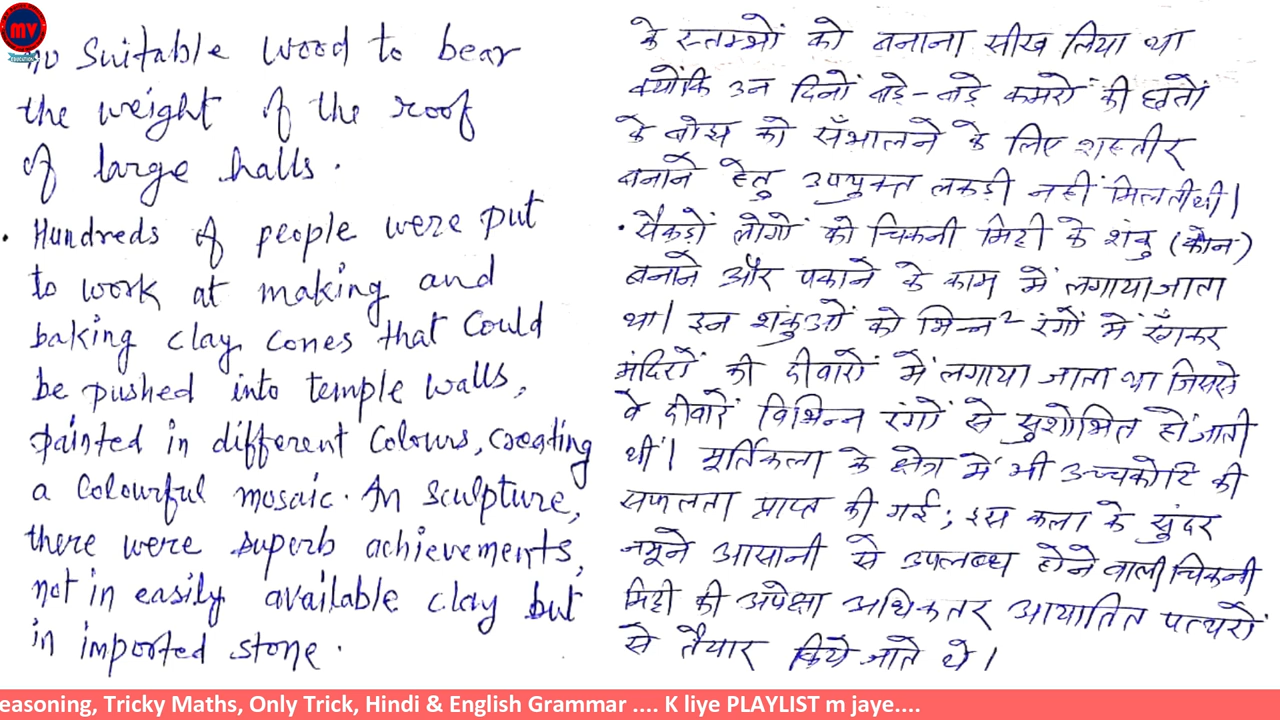 mv
EDUCATION
no Suitable wood to bear
the weight of the roof
of large halls.
• Hundreds of people were put
to work at making and
baking clay cones that could
be pushed into temple walls,
painted in different colours, creating
a colourful mosaic. In sculpture,
there were superb achievements,
not in easily available clay but
in imported stone.
के स्तम्भों को बनाना सीख लिया था
क्योंकि उन दिनों बड़े-बड़े कमरों की छतों
के बोझ को सँभालने के लिए शहतीर
बनाने हेतु उपयुक्त लकड़ी नहीं मिलती थी।
• सैकड़ों लोगों को चिकनी मिट्टी के शंकु (कोन)
बनाने और पकाने के काम में लगाया जाता
था। इन शंकुओं को भिन्न² रंगों में रँगकर
मंदिरों की दीवारों में लगाया जाता था जिससे
वे दीवारें विभिन्न रंगों से सुशोभित हो जाती
थीं। मूर्तिकला के क्षेत्र में भी उच्चकोटि की
सफलता प्राप्त की गई; इस कला के सुंदर
नमूने आसानी से उपलब्ध होने वाली चिकनी
मिट्टी की अपेक्षा अधिकतर आयातित पत्थरों
से तैयार किये जाते थे।
easoning, Tricky Maths, Only Trick, Hindi & English Grammar .... K liye PLAYLIST m jaye....